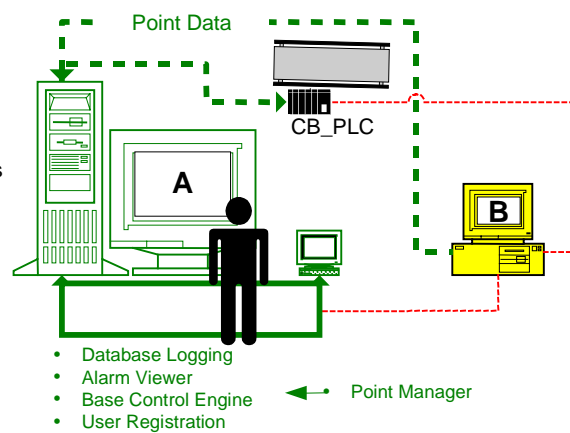 Point Data
CB_PLC
s
A
B
• Database Logging
• Alarm Viewer
• Base Control Engine
• User Registration
• Point Manager